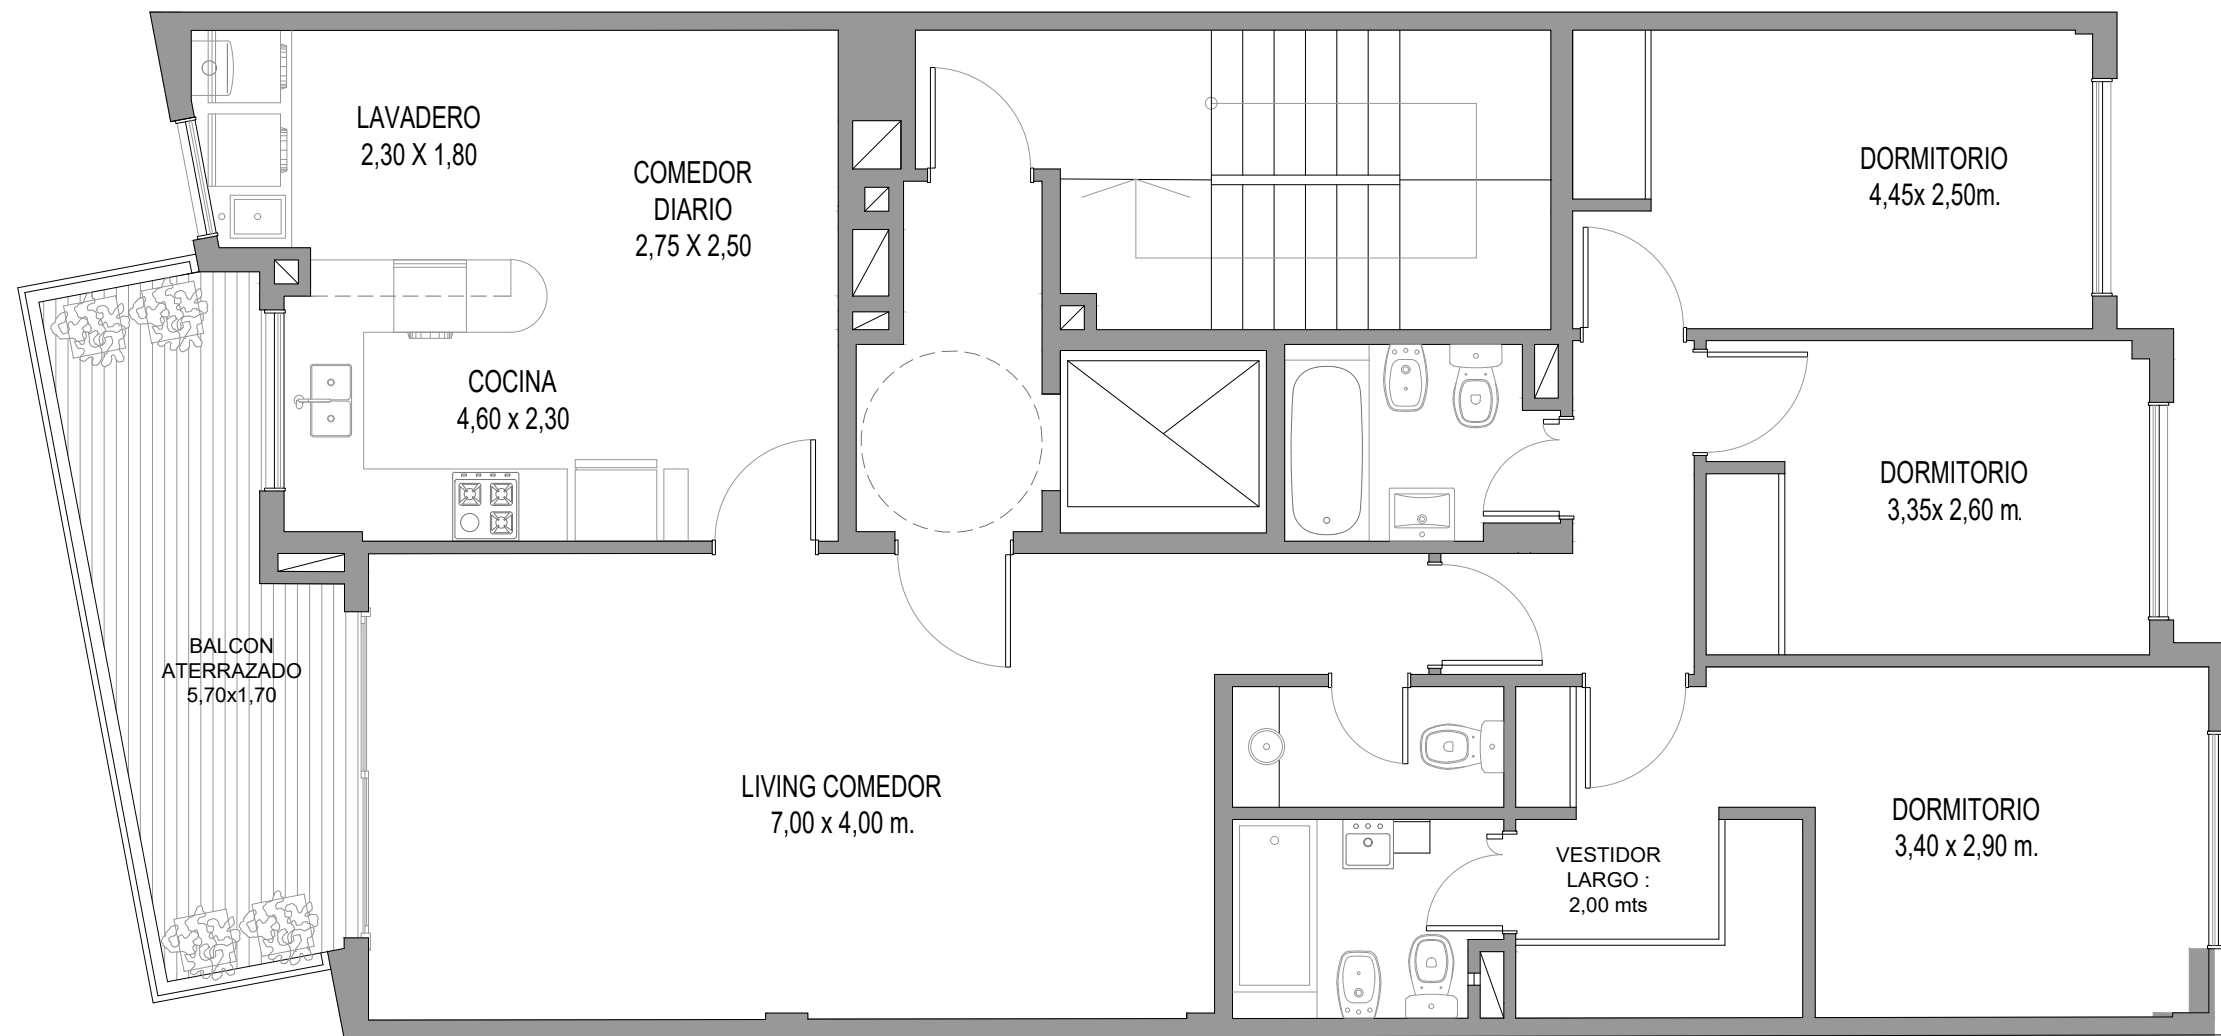 LAVADERO
2,30 X 1,80
COMEDOR
DIARIO
2,75 X 2,50
DORMITORIO
4,45x 2,50m.
COCINA
4,60 x 2,30
DORMITORIO
3,35x 2,60 m.
BALCON
ATERRAZADO
5,70x1,70
LIVING COMEDOR
7,00 x 4,00 m.
VESTIDOR
LARGO :
2,00 mts
DORMITORIO
3,40 x 2,90 m.